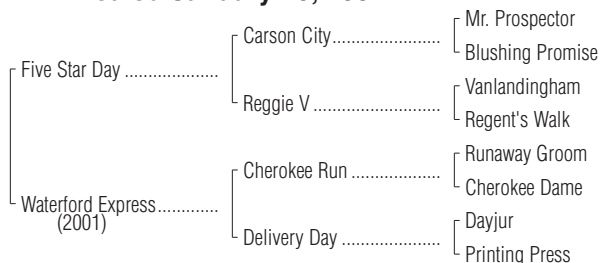 Mr. Prospector
Carson City
Blushing Promise
Five Star Day
Vanlandingham
Reggie V
Regent's Walk
Runaway Groom
Cherokee Run
Cherokee Dame
Waterford Express
(2001)
Dayjur
Delivery Day
Printing Press